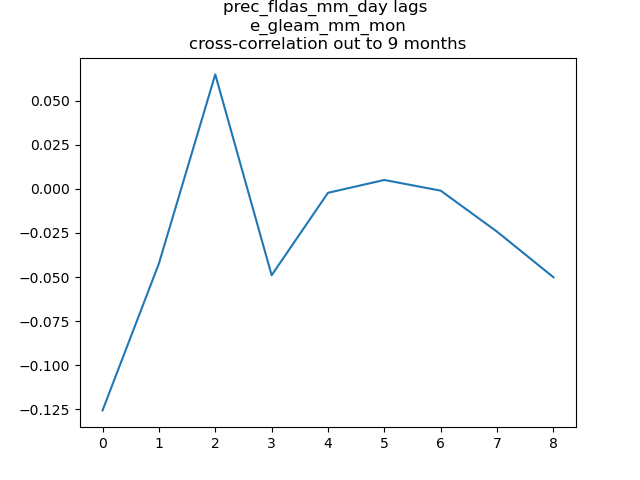 prec_fldas_mm_day lags
e_gleam_mm_mon
cross-correlation out to 9 months
0.050
0.025
0.000
−0.025
−0.050
−0.075
−0.100
−0.125
0 1 2 3 4 5 6 7 8